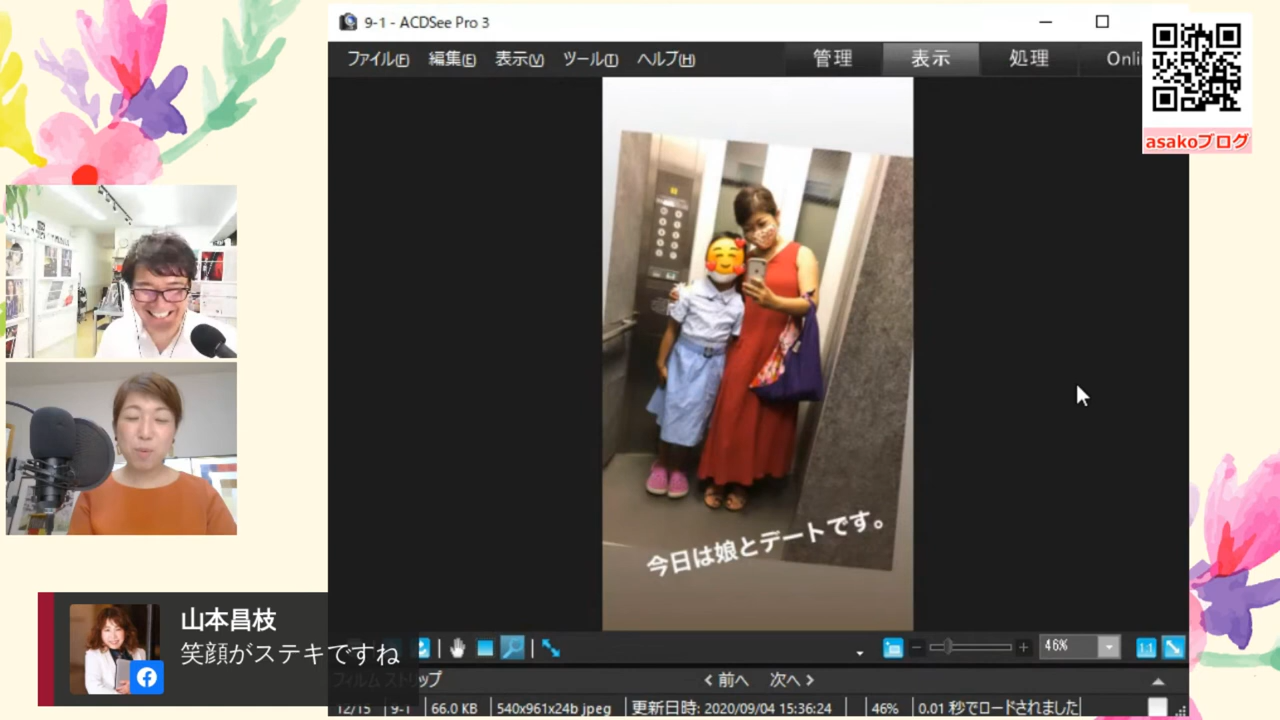 9-1 - ACDSee Pro 3
ファイル(F) 編集(E) 表示(V) ツール(T) ヘルプ(H)
管理 表示 処理 Onli
asakoブログ
今日は娘とデートです。
山本昌枝
笑顔がステキですね
46%
1:1
フィルムストリップ
前へ 次へ
12/15 9-1 66.0 KB 540x961x24b jpeg 更新日時: 2020/09/04 15:36:24 46% 0.01 秒でロードされました